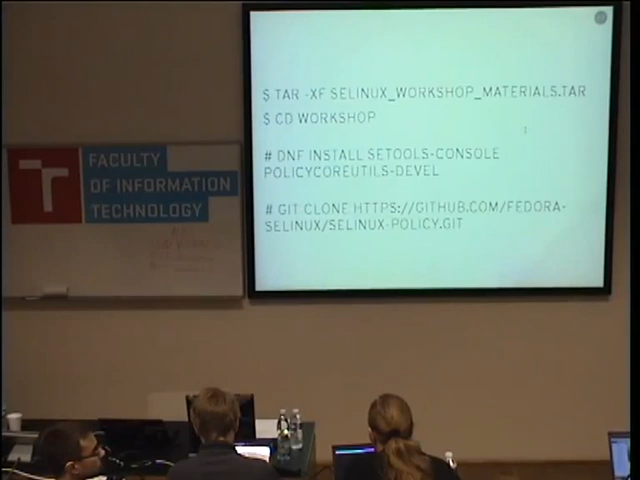 $ TAR -XF SELINUX_WORKSHOP_MATERIALS.TAR
$ CD WORKSHOP
# DNF INSTALL SETOOLS-CONSOLE
POLICYCOREUTILS-DEVEL
# GIT CLONE HTTPS://GITHUB.COM/FEDORA-
SELINUX/SELINUX-POLICY.GIT
FACULTY
OF INFORMATION
TECHNOLOGY